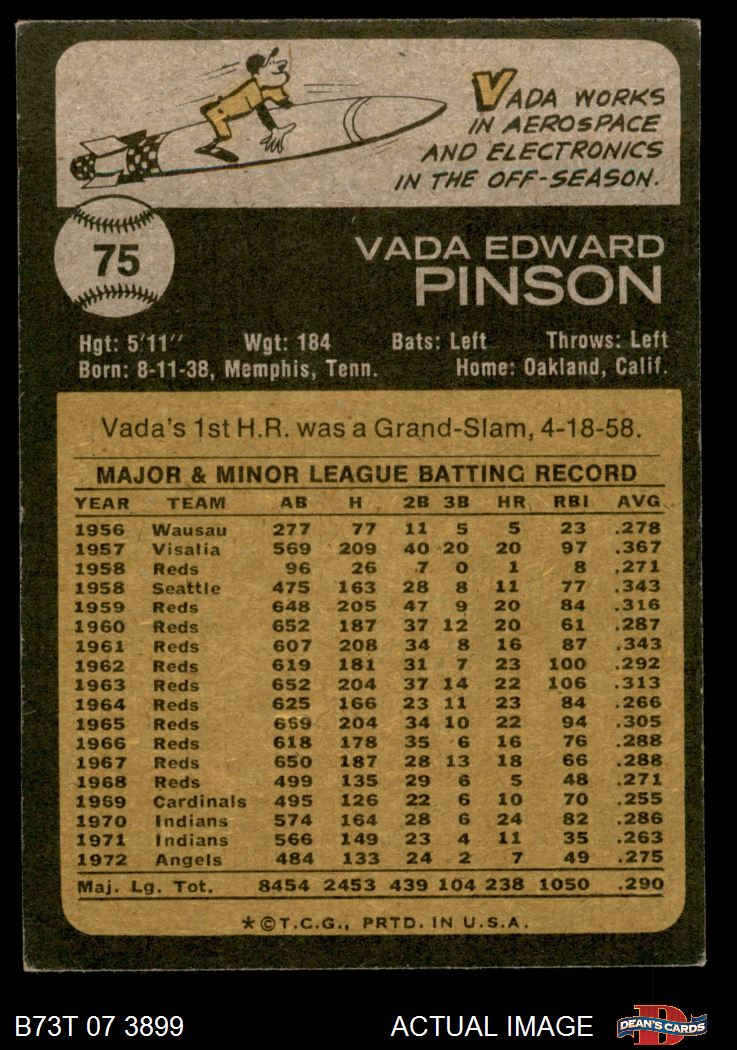 VADA WORKS
IN AEROSPACE
AND ELECTRONICS
IN THE OFF-SEASON.
75
VADA EDWARD
PINSON
Hgt: 5'11" Wgt: 184 Bats: Left Throws: Left
Born: 8-11-38, Memphis, Tenn. Home: Oakland, Calif.
Vada's 1st H.R. was a Grand-Slam, 4-18-58.
MAJOR & MINOR LEAGUE BATTING RECORD
YEAR TEAM AB H 2B 3B HR RBI AVG
1956 Wausau 277 77 11 5 5 23 .278
1957 Visalia 569 209 40 20 20 97 .367
1958 Reds 96 26 7 0 1 8 .271
1958 Seattle 475 163 28 8 11 77 .343
1959 Reds 648 205 47 9 20 84 .316
1960 Reds 652 187 37 12 20 61 .287
1961 Reds 607 208 34 8 16 87 .343
1962 Reds 619 181 31 7 23 100 .292
1963 Reds 652 204 37 14 22 106 .313
1964 Reds 625 166 23 11 23 84 .266
1965 Reds 669 204 34 10 22 94 .305
1966 Reds 618 178 35 6 16 76 .288
1967 Reds 650 187 28 13 18 66 .288
1968 Reds 499 135 29 6 5 48 .271
1969 Cardinals 495 126 22 6 10 70 .255
1970 Indians 574 164 28 6 24 82 .286
1971 Indians 566 149 23 4 11 35 .263
1972 Angels 484 133 24 2 7 49 .275
Maj. Lg. Tot. 8454 2453 439 104 238 1050 .290
*©T.C.G., PRTD. IN U.S.A.
B73T 07 3899 ACTUAL IMAGE D DEAN'S CARDS